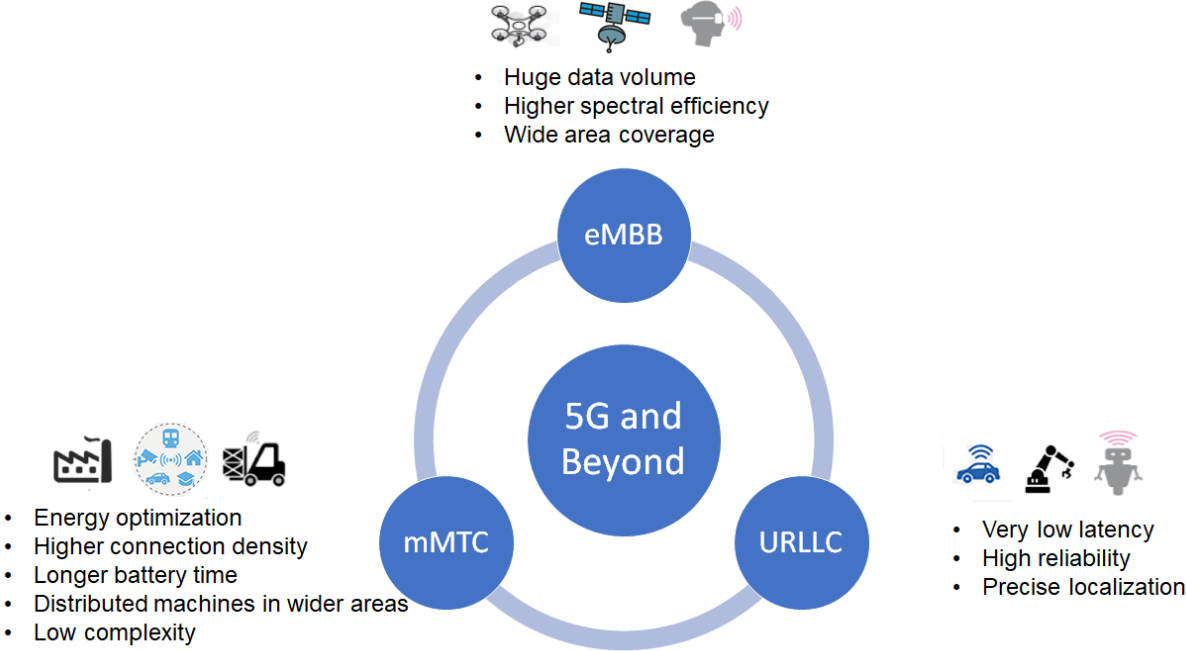 • Huge data volume
• Higher spectral efficiency
• Wide area coverage
eMBB
5G and
Beyond
mMTC
URLLC
• Energy optimization
• Higher connection density
• Longer battery time
• Distributed machines in wider areas
• Low complexity
• Very low latency
• High reliability
• Precise localization